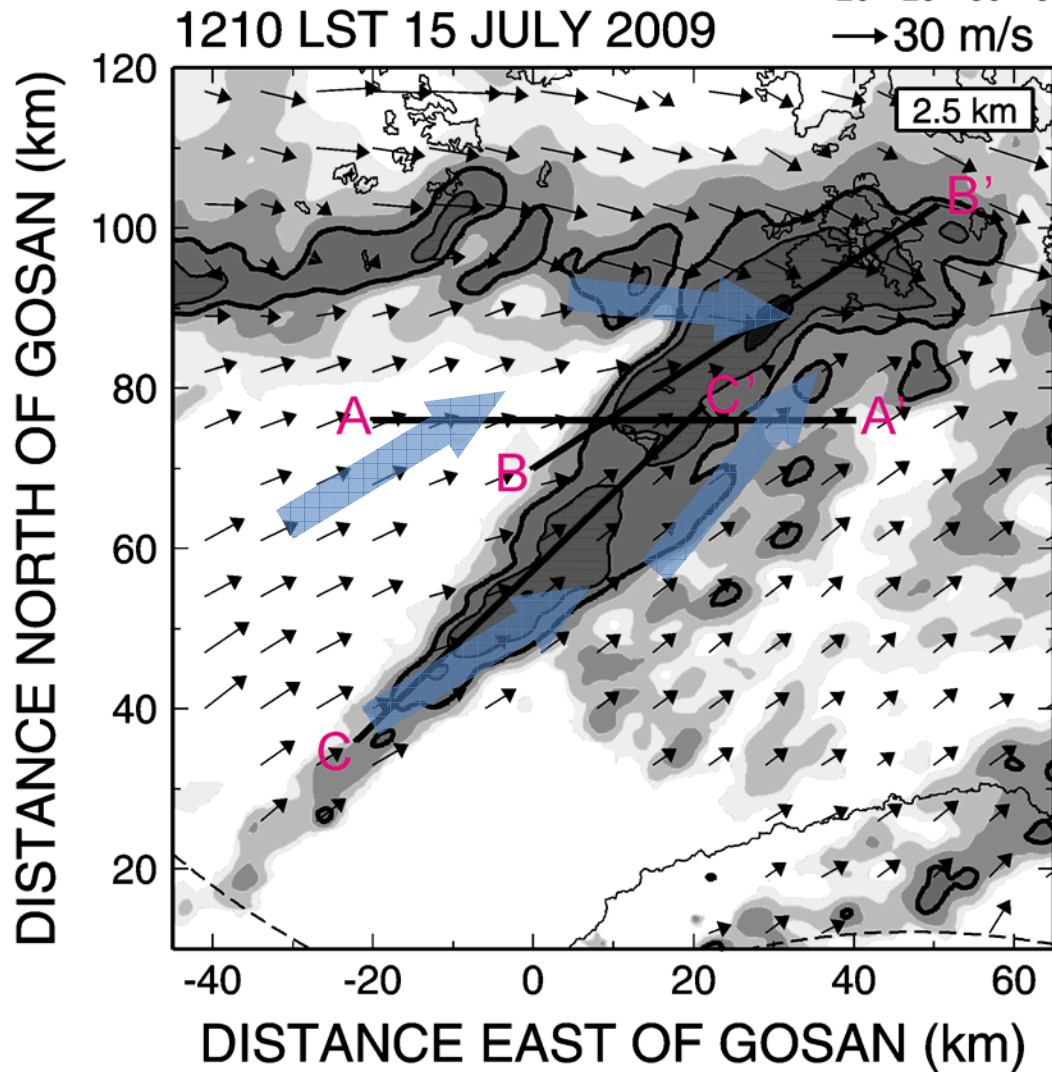 1210 LST 15 JULY 2009
30 m/s
2.5 km
DISTANCE NORTH OF GOSAN (km)
120
100
80
60
40
20
B'
C'
A
A'
B
C
-40
-20
0
20
40
60
DISTANCE EAST OF GOSAN (km)